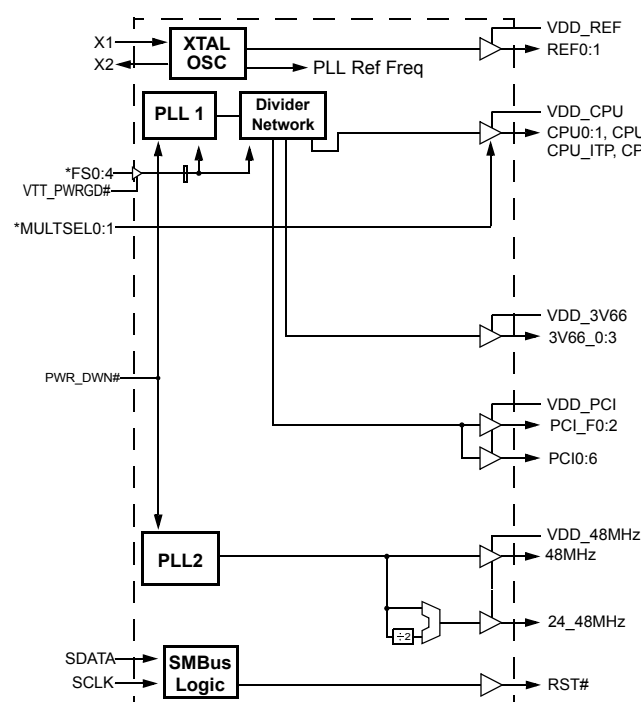 X1
X2
XTAL
OSC
PLL Ref Freq
VDD_REF
REF0:1
PLL 1
Divider
Network
VDD_CPU
CPU0:1, CPU
CPU_ITP, CP
*FS0:4
VTT_PWRGD#
*MULTSEL0:1
VDD_3V66
3V66_0:3
PWR_DWN#
VDD_PCI
PCI_F0:2
PCI0:6
PLL2
VDD_48MHz
48MHz
÷2
24_48MHz
SDATA
SCLK
SMBus
Logic
RST#